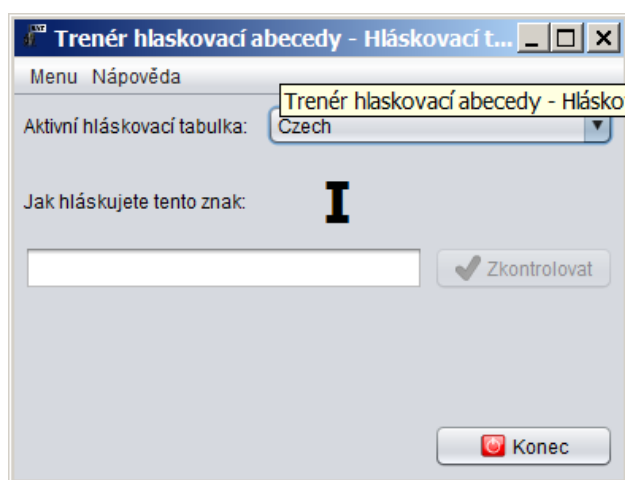 Trenér hlaskovací abecedy - Hláskovací t...
Menu Nápověda
Trenér hlaskovací abecedy - Hlásko
Aktivní hláskovací tabulka: Czech
Jak hláskujete tento znak: I
Zkontrolovat
Konec